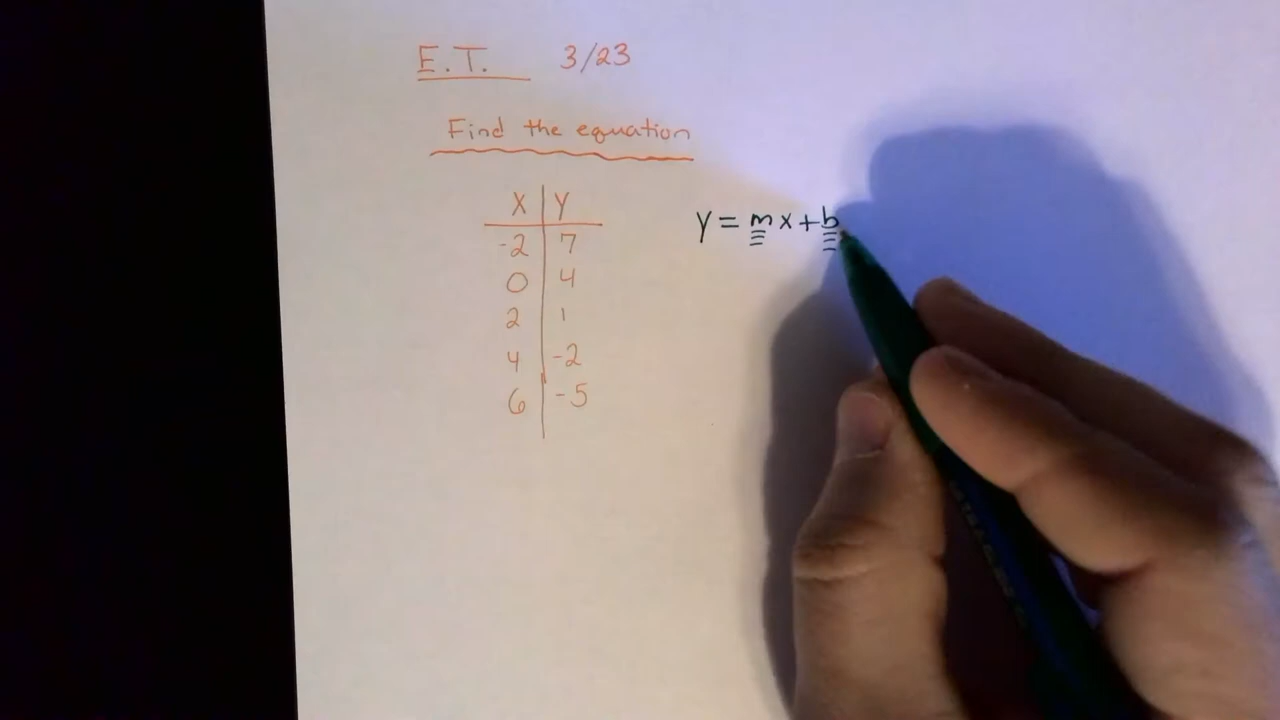 E.T. 3/23
Find the equation
X Y
-2 7
0 4
2 1
4 -2
6 -5
y = mx+b